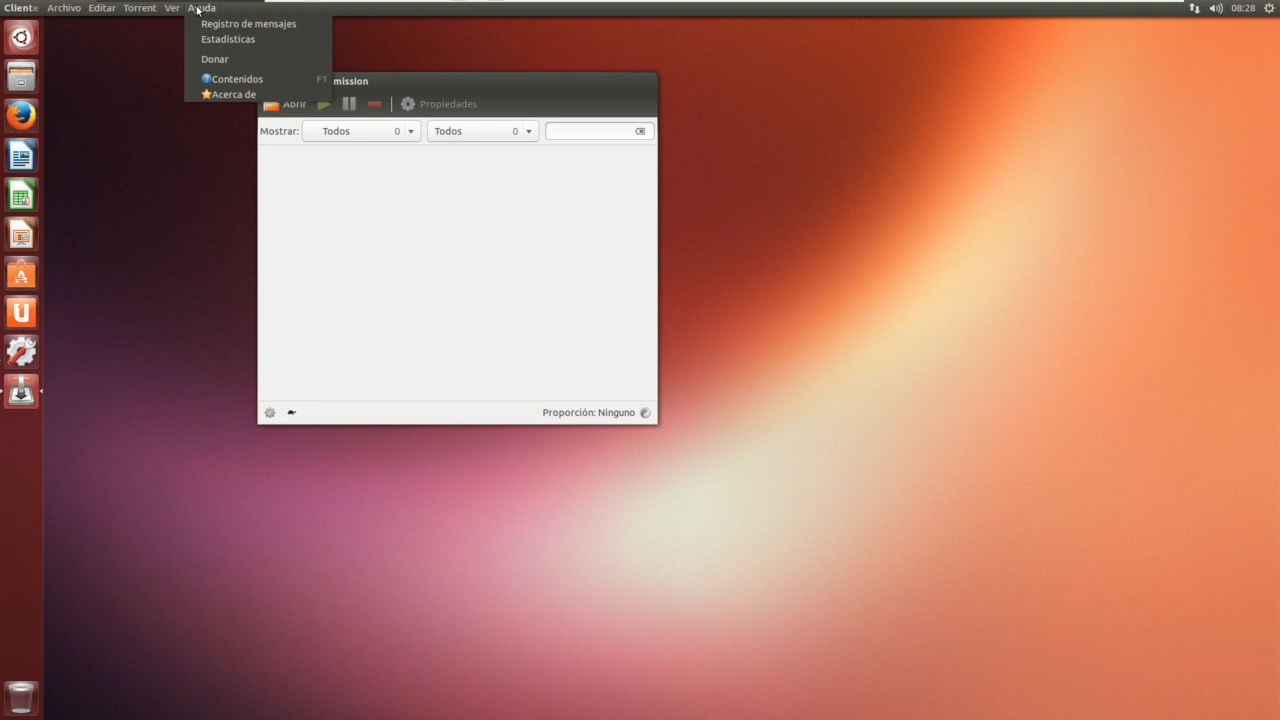 Cliente Archivo Editar Torrent Ver Ayuda 08:28
Registro de mensajes
Estadísticas
Donar
Contenidos F1
Acerca de
mission
Abrir Propiedades
Mostrar: Todos 0 Todos 0
Proporción: Ninguno